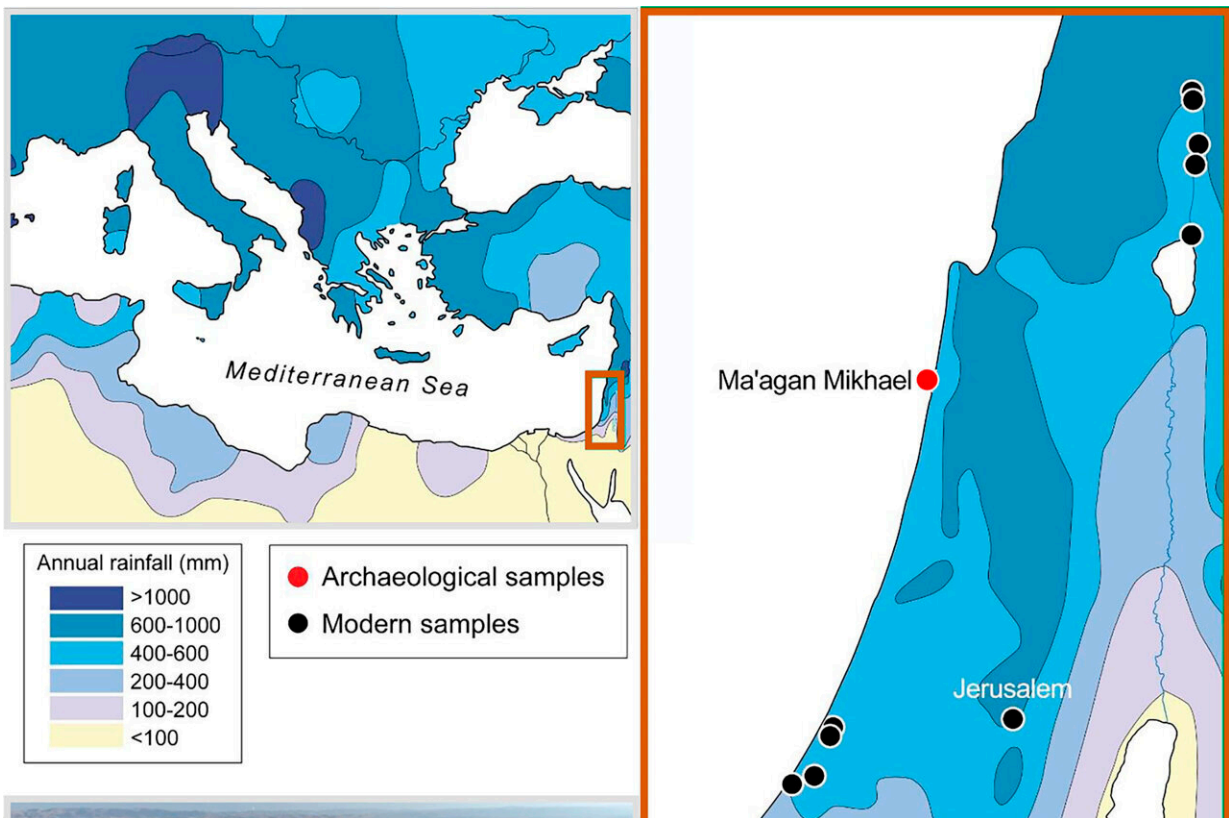 Mediterranean Sea
Annual rainfall (mm)
>1000
600-1000
400-600
200-400
100-200
<100
Archaeological samples
Modern samples
Ma'agan Mikhael
Jerusalem